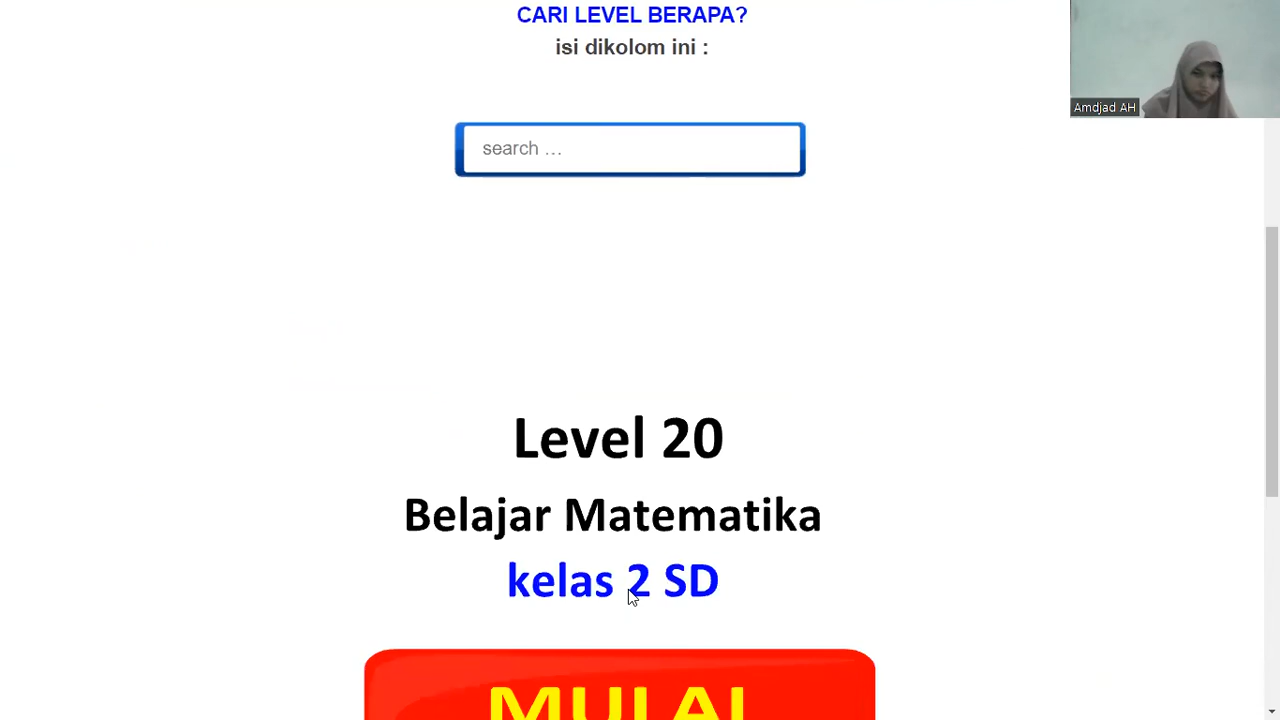 CARI LEVEL BERAPA?
isi dikolom ini :
Amdjad AH
search ...
Level 20
Belajar Matematika
kelas 2 SD
MULAI